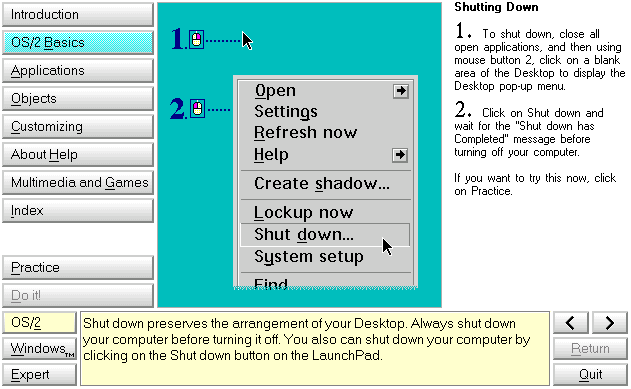 Introduction
OS/2 Basics
Applications
Objects
Customizing
About Help
Multimedia and Games
Index
Practice
Do it!
OS/2
Windows™
Expert
1.
2.
Open
Settings
Refresh now
Help
Create shadow...
Lockup now
Shut down...
System setup
Find
Shutting Down
1. To shut down, close all
open applications, and then using
mouse button 2, click on a blank
area of the Desktop to display the
Desktop pop-up menu.
2. Click on Shut down and
wait for the "Shut down has
Completed" message before
turning off your computer.
If you want to try this now, click
on Practice.
Shut down preserves the arrangement of your Desktop. Always shut down
your computer before turning it off. You also can shut down your computer by
clicking on the Shut down button on the LaunchPad.
Return
Quit